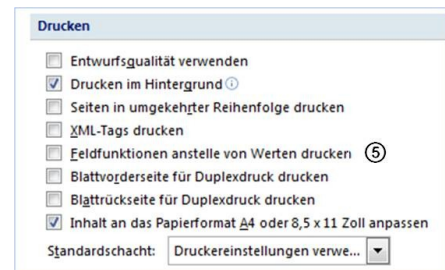 Drucken
Entwurfsqualität verwenden
Drucken im Hintergrund
Seiten in umgekehrter Reihenfolge drucken
XML-Tags drucken
Feldfunktionen anstelle von Werten drucken ⑤
Blattvorderseite für Duplexdruck drucken
Blattrückseite für Duplexdruck drucken
Inhalt an das Papierformat A4 oder 8,5 x 11 Zoll anpassen
Standardschacht: Druckereinstellungen verwe...